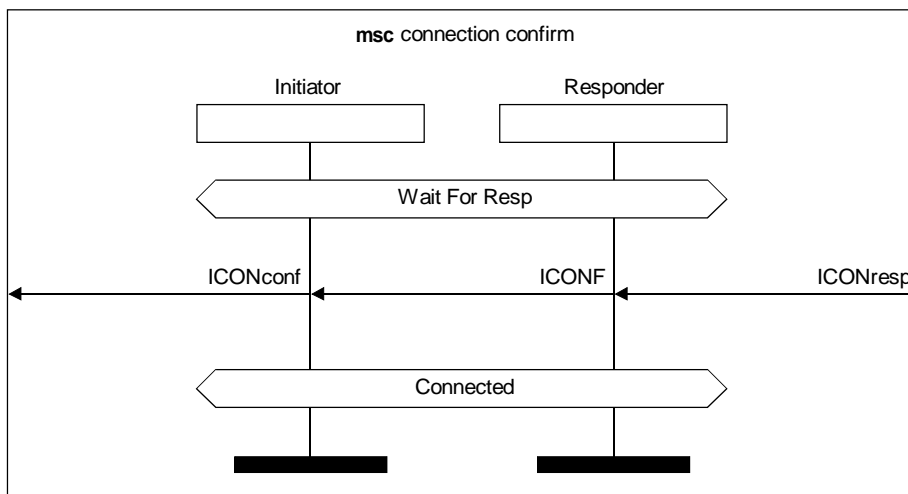 msc connection confirm
Initiator
Responder
Wait For Resp
ICONconf
ICONF
ICONresp
Connected